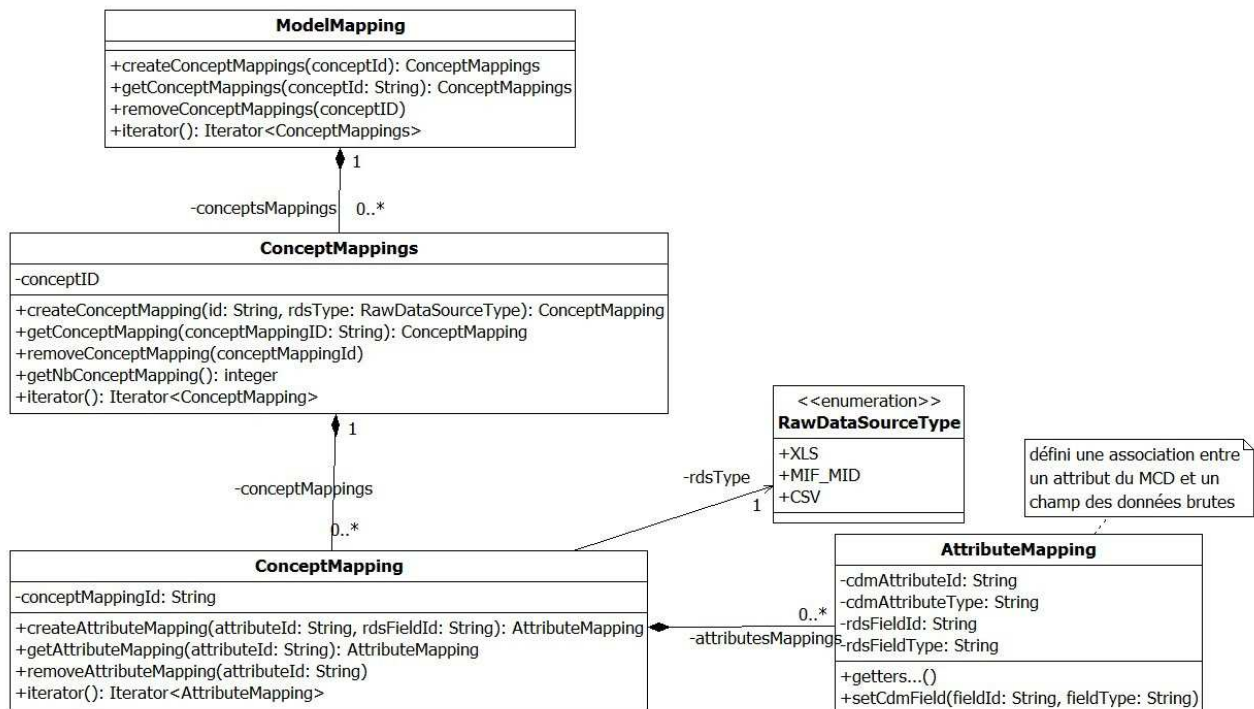 ModelMapping
+createConceptMappings(conceptId): ConceptMappings
+getConceptMappings(conceptId: String): ConceptMappings
+removeConceptMappings(conceptID)
+iterator(): Iterator<ConceptMappings>
1
-conceptsMappings 0..*
ConceptMappings
-conceptID
+createConceptMapping(id: String, rdsType: RawDataSourceType): ConceptMapping
+getConceptMapping(conceptMappingID: String): ConceptMapping
+removeConceptMapping(conceptMappingId)
+getNbConceptMapping(): integer
+iterator(): Iterator<ConceptMapping>
1
-conceptMappings
0..*
<<enumeration>>
RawDataSourceType
+XLS
+MIF_MID
+CSV
-rdsType
1
défini une association entre
un attribut du MCD et un
champ des données brutes
ConceptMapping
-conceptMappingId: String
+createAttributeMapping(attributeId: String, rdsFieldId: String): AttributeMapping
+getAttributeMapping(attributeId: String): AttributeMapping
+removeAttributeMapping(attributeId: String)
+iterator(): Iterator<AttributeMapping>
0..*
-attributesMappings
AttributeMapping
-cdmAttributeId: String
-cdmAttributeType: String
-rdsFieldId: String
-rdsFieldType: String
+getters...()
+setCdmField(fieldId: String, fieldType: String)